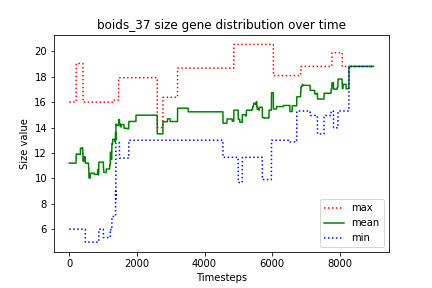 boids_37 size gene distribution over time
Size value
20
18
16
14
12
10
8
6
0
2000
4000
6000
8000
Timesteps
max
mean
min